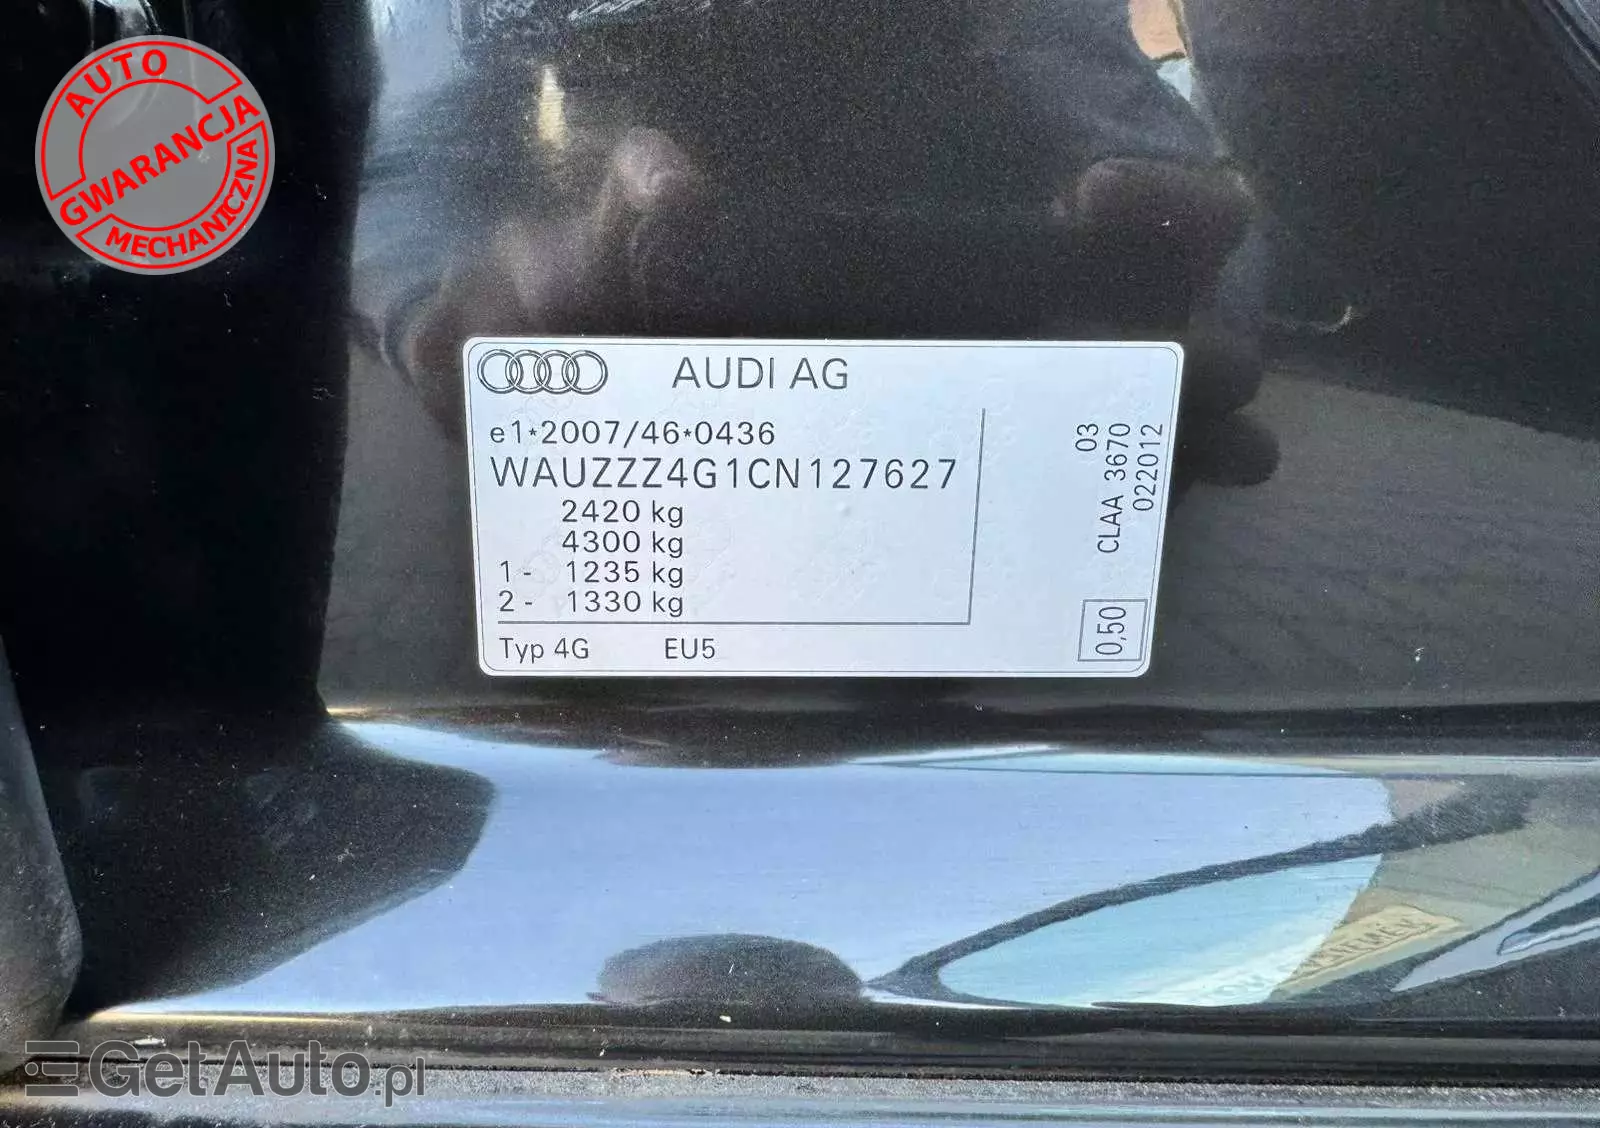 AUTO
GWARANCJA
MECHANICZNA
AUDI AG
e1*2007/46*0436
WAUZZZ4G1CN127627
2420 kg
4300 kg
1 - 1235 kg
2 - 1330 kg
Typ 4G EU5
03
CLAA 3670
022012
0,50
GetAuto.pl